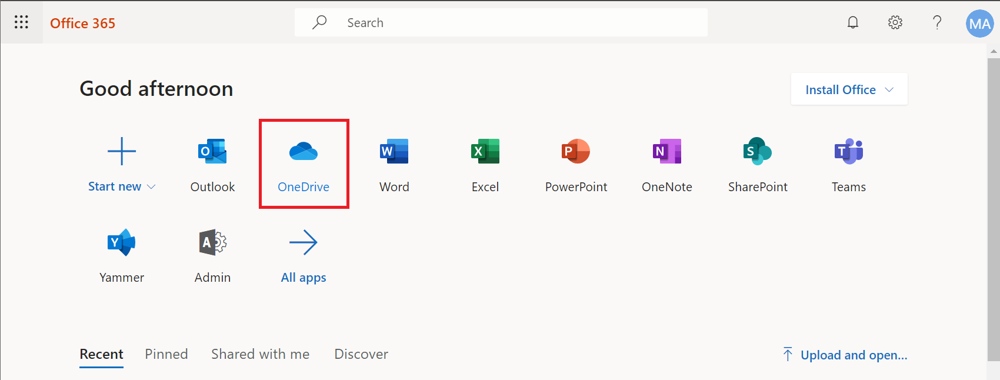 Office 365
Search
MA
Good afternoon
Install Office
Start new
O
Outlook
OneDrive
W
Word
X
Excel
P
PowerPoint
N
OneNote
S
SharePoint
T
Teams
Y
Yammer
A
Admin
All apps
Recent Pinned Shared with me Discover
Upload and open...